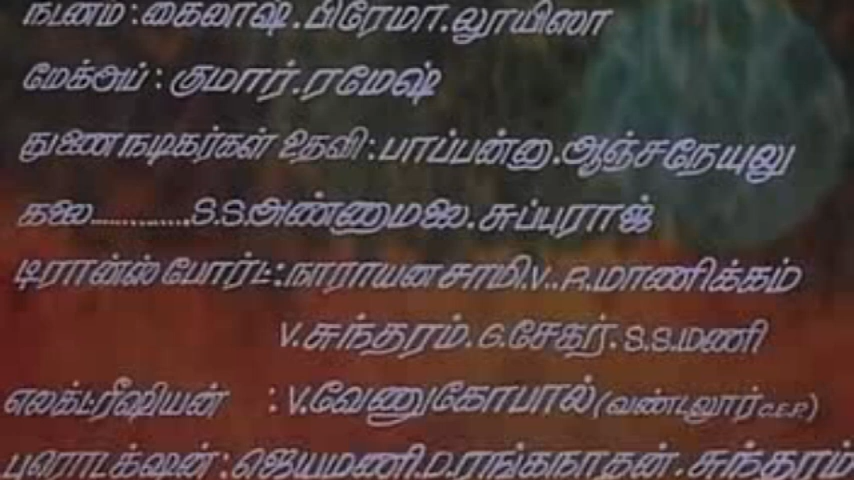 நடனம் : கைலாஷ். பிரேமா. லூயிஸா
மேக்அப் : குமார். ரமேஷ்
துணைநடிகர்கள் உதவி : பாப்பண்ணா. ஆஞ்சநேயுலு
கலை.............S.S.அண்ணாமலை. சுப்புராஜ்
டிரான்ஸ்போர்ட் : நாராயணசாமி.V..P.மாணிக்கம்
V.சுந்தரம். G.சேகர். S.S.மணி
எலக்ட்ரீஷியன் : V.வேணுகோபால் (வண்டலூர் C.E.P.)
புரொடக்‌ஷன் : ஜெயமணி.D.ரங்கநாதன். சுந்தரம்